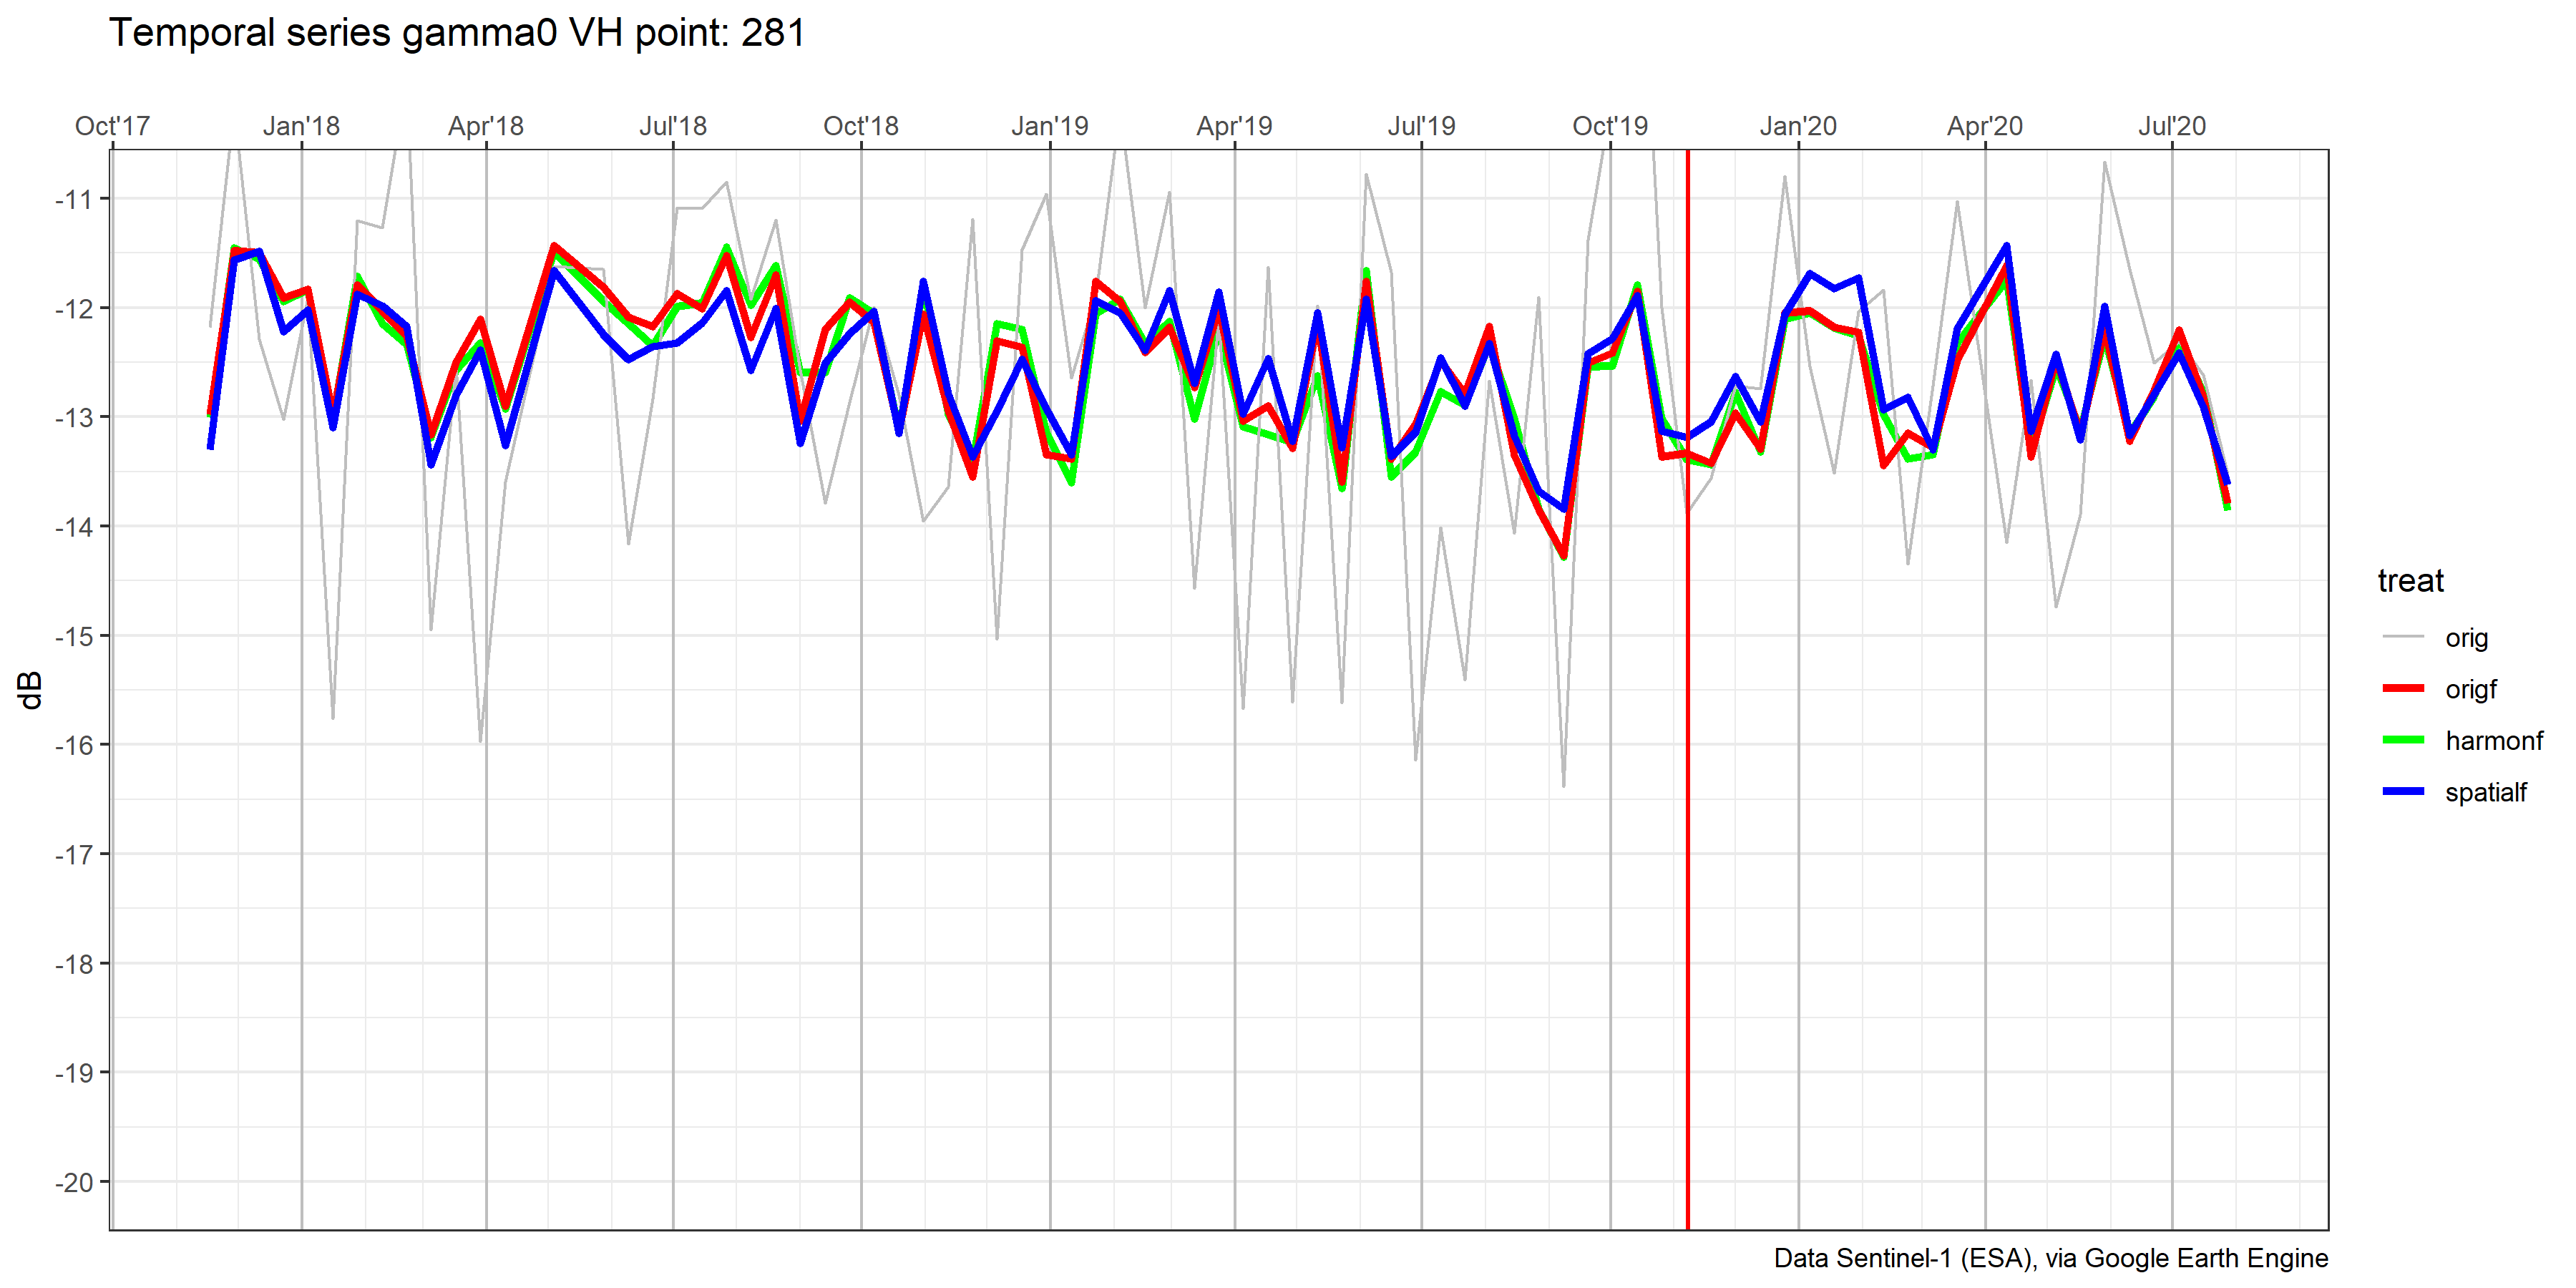 Temporal series gamma0 VH point: 281
Oct'17 Jan'18 Apr'18 Jul'18 Oct'18 Jan'19 Apr'19 Jul'19 Oct'19 Jan'20 Apr'20 Jul'20
-11
-12
-13
-14
-15
-16
-17
-18
-19
-20
dB
treat
orig
origf
harmonf
spatialf
Data Sentinel-1 (ESA), via Google Earth Engine